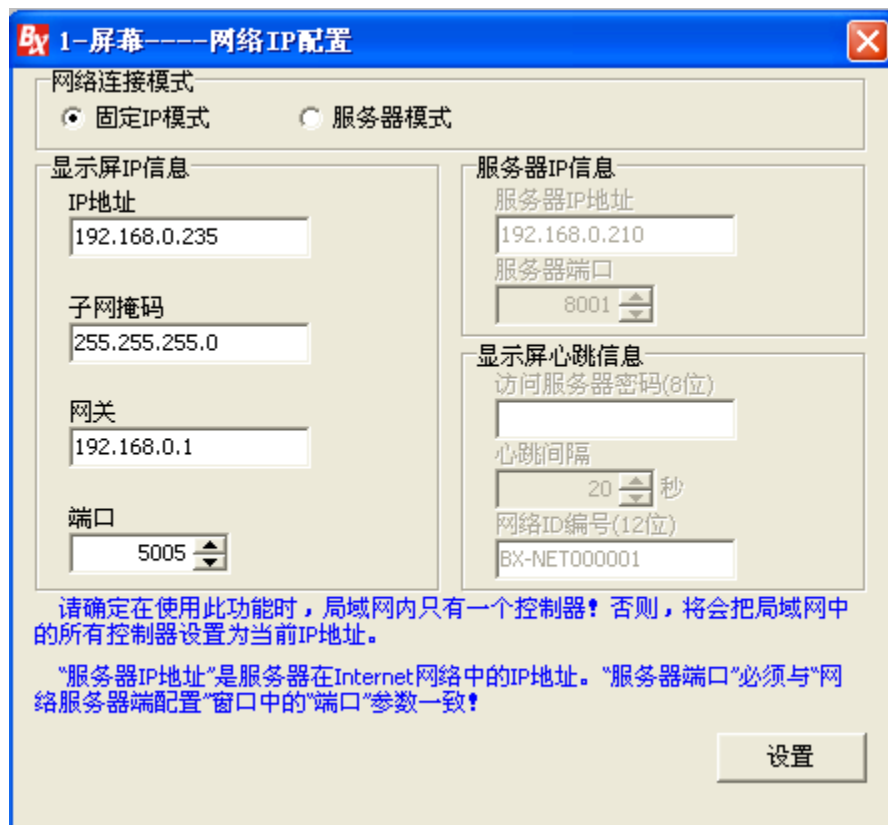 BX 1-屏幕----网络IP配置
网络连接模式
固定IP模式 服务器模式
显示屏IP信息
IP地址
192.168.0.235
子网掩码
255.255.255.0
网关
192.168.0.1
端口
5005
服务器IP信息
服务器IP地址
192.168.0.210
服务器端口
8001
显示屏心跳信息
访问服务器密码(8位)
心跳间隔
20 秒
网络ID编号(12位)
BX-NET000001
请确定在使用此功能时，局域网内只有一个控制器！否则，将会把局域网中
的所有控制器设置为当前IP地址。
“服务器IP地址”是服务器在Internet网络中的IP地址。“服务器端口”必须与“网
络服务器端配置”窗口中的“端口”参数一致！
设置